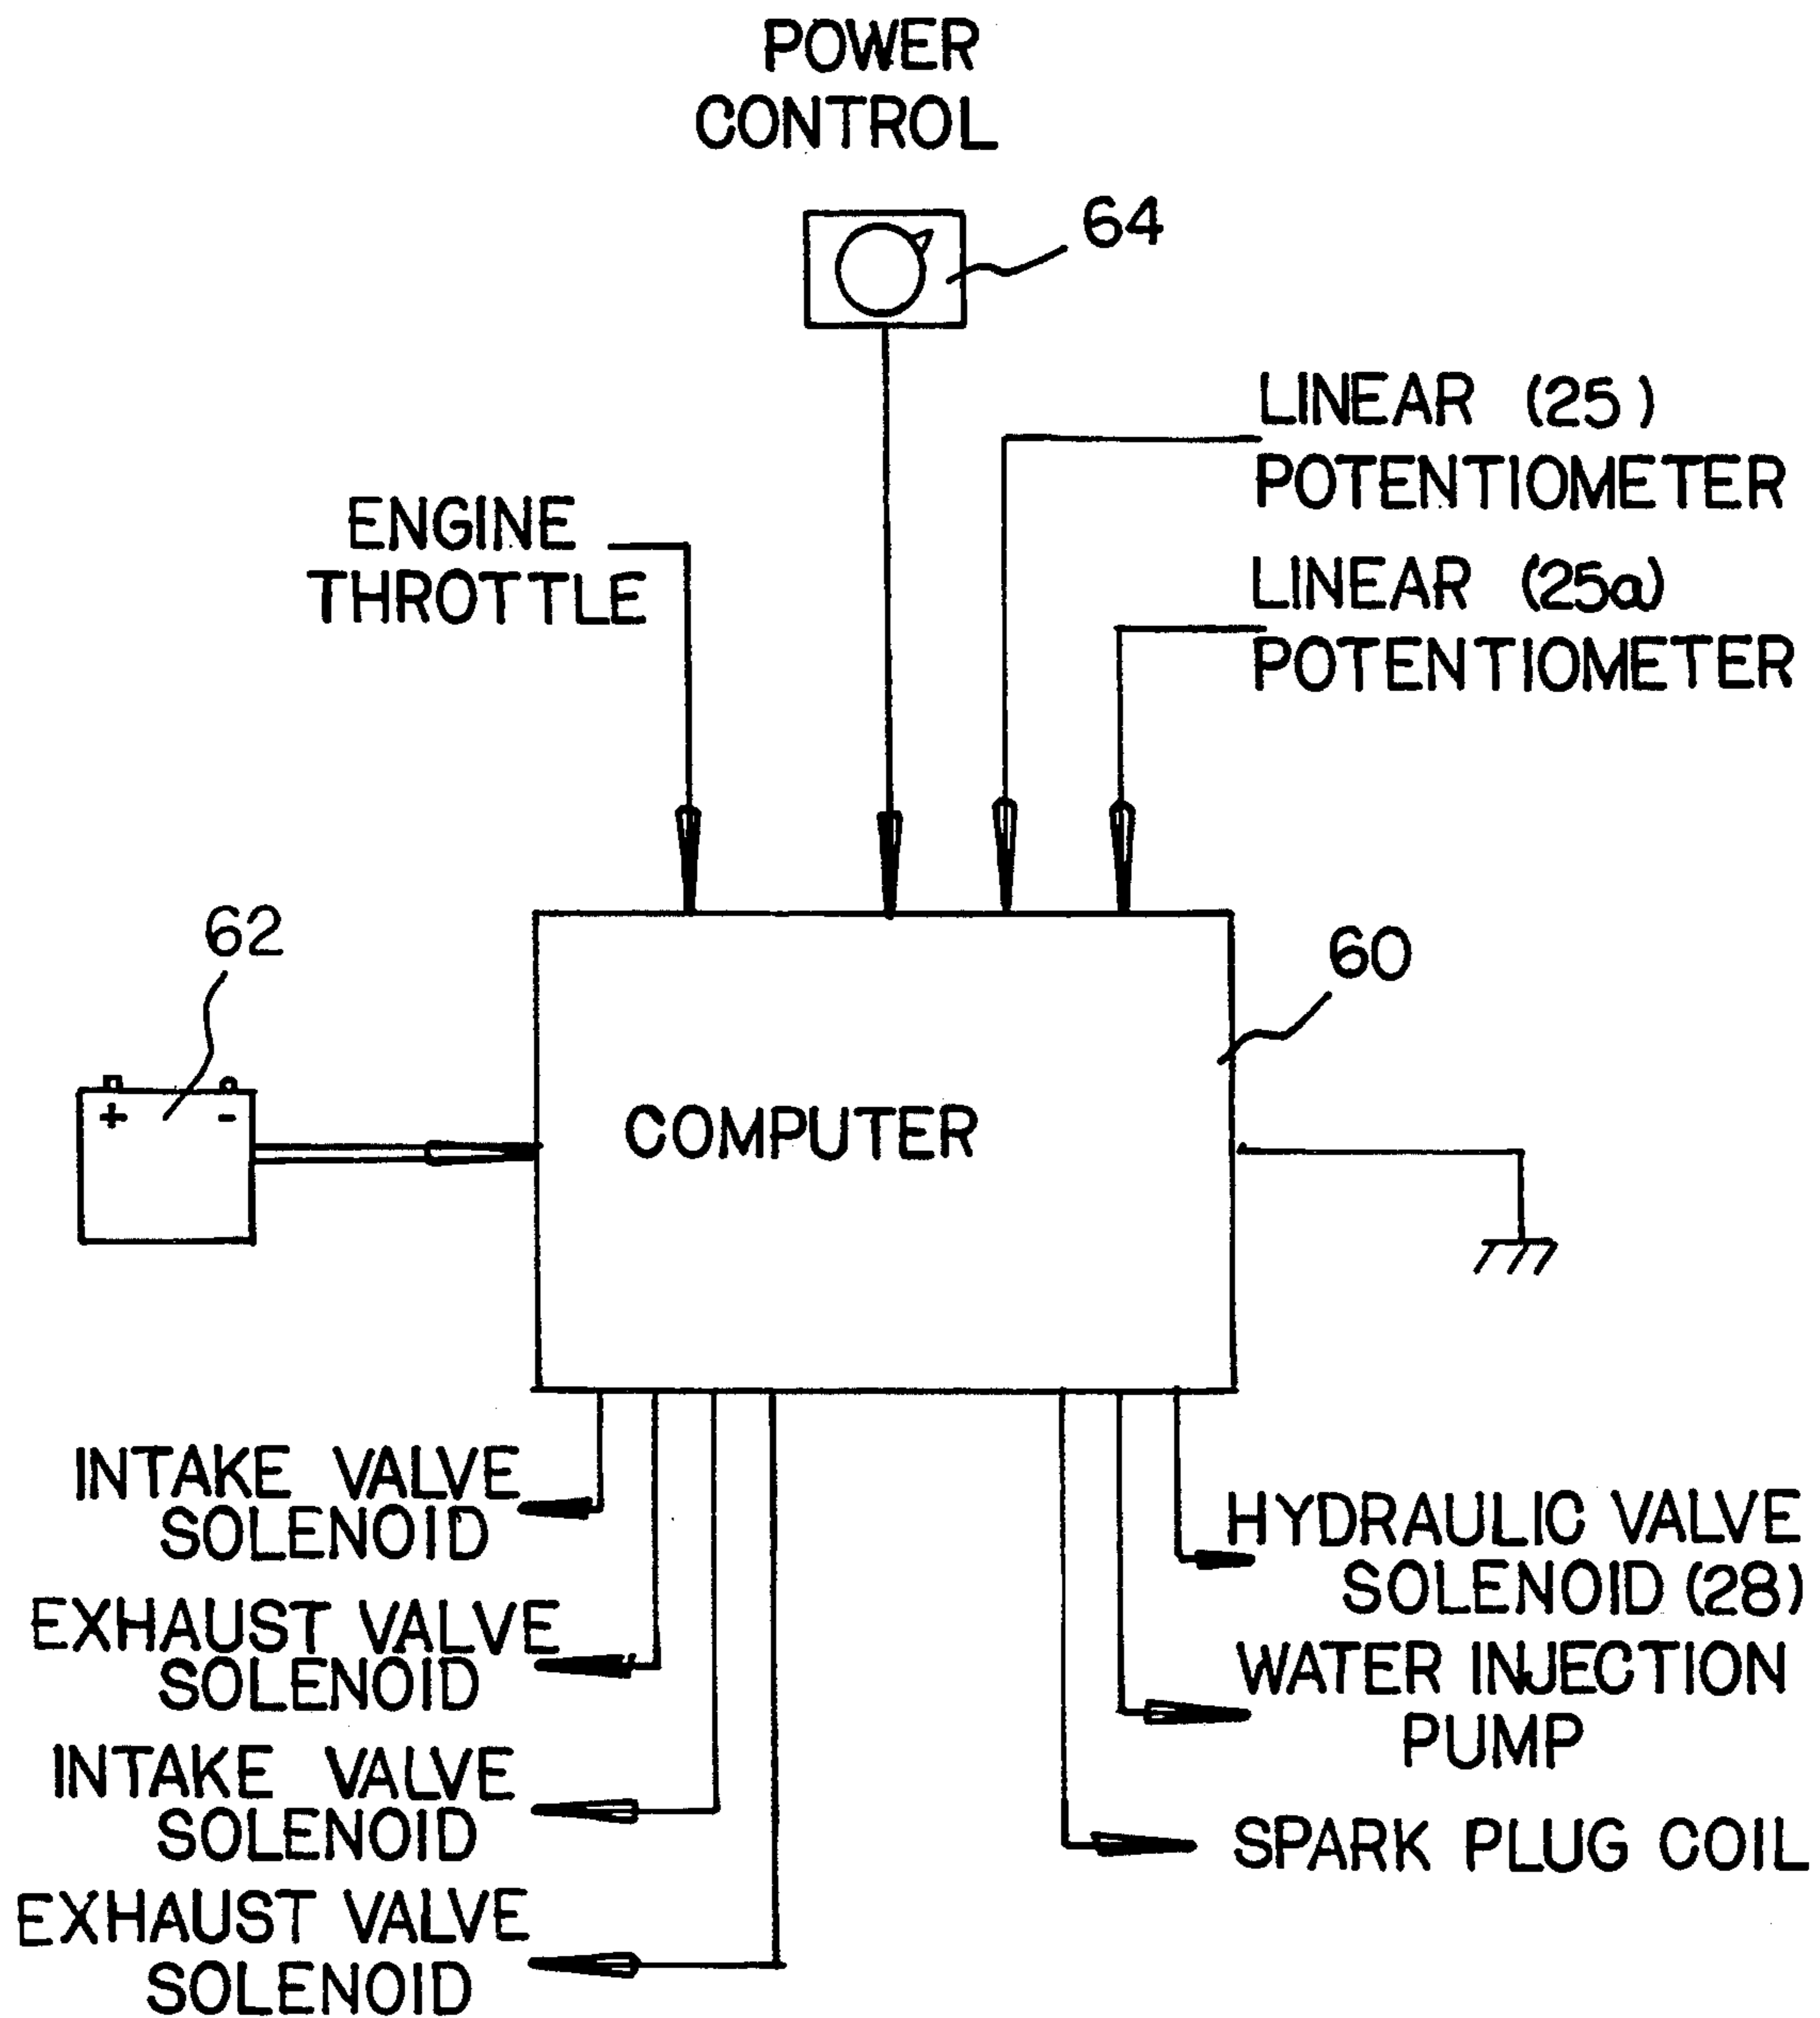 POWER
CONTROL
64
LINEAR (25)
POTENTIOMETER
ENGINE
THROTTLE
LINEAR (25a)
POTENTIOMETER
62
60
+ -
COMPUTER
INTAKE VALVE
SOLENOID
EXHAUST VALVE
SOLENOID
INTAKE VALVE
SOLENOID
EXHAUST VALVE
SOLENOID
HYDRAULIC VALVE
SOLENOID (28)
WATER INJECTION
PUMP
SPARK PLUG COIL